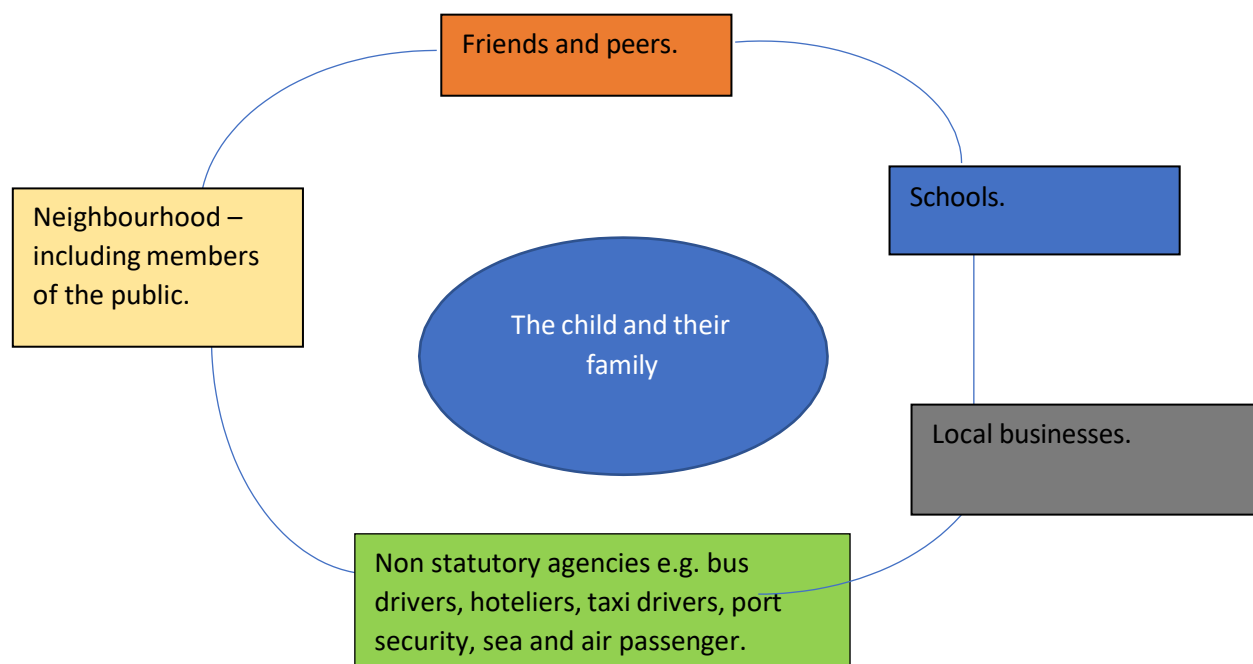 Friends and peers.
Schools.
Neighbourhood –
including members
of the public.
The child and their
family
Local businesses.
Non statutory agencies e.g. bus
drivers, hoteliers, taxi drivers, port
security, sea and air passenger.